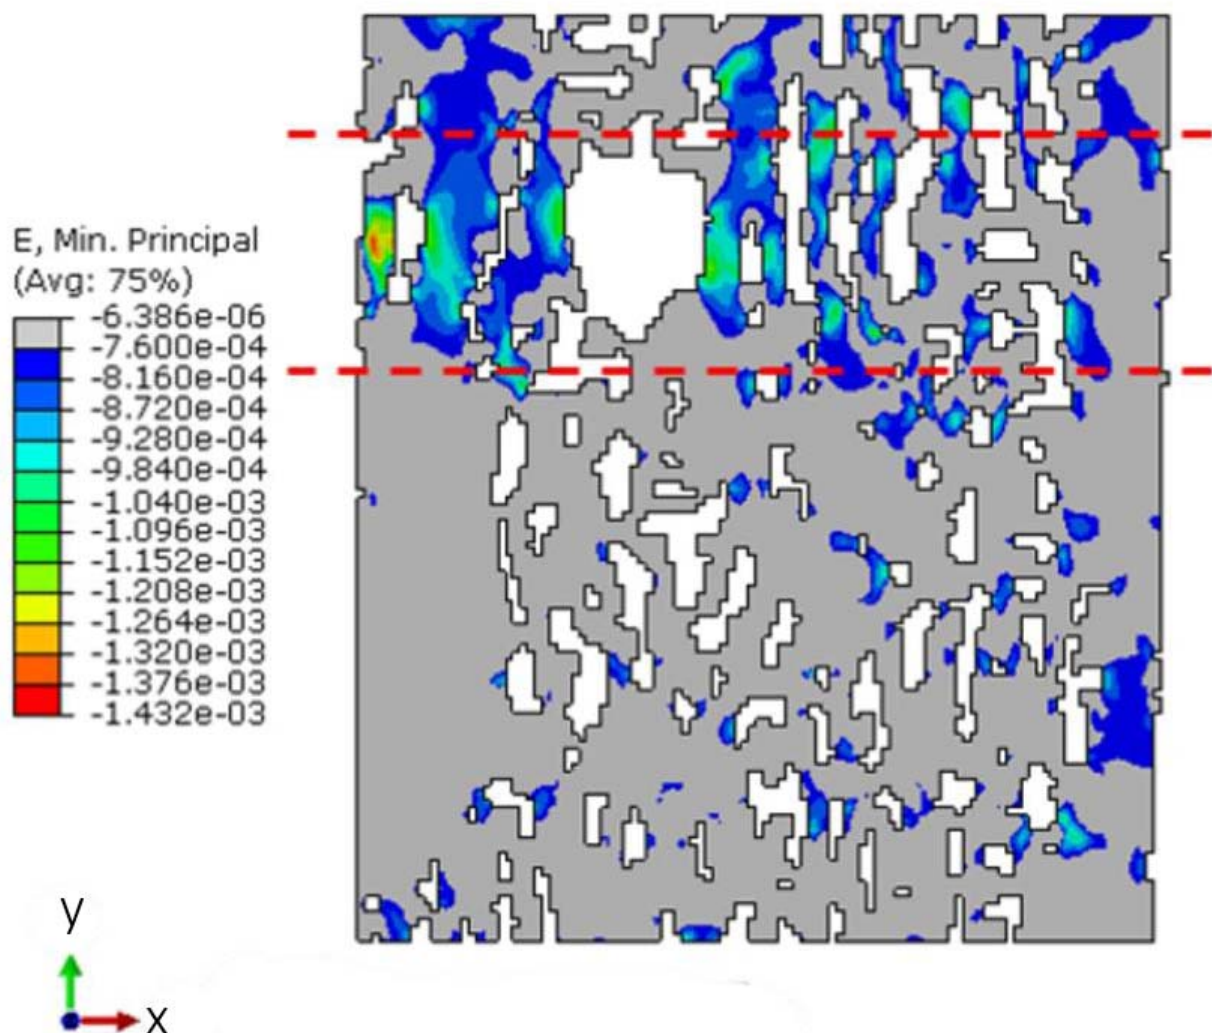 E, Min. Principal
(Avg: 75%)
-6.386e-06
-7.600e-04
-8.160e-04
-8.720e-04
-9.280e-04
-9.840e-04
-1.040e-03
-1.096e-03
-1.152e-03
-1.208e-03
-1.264e-03
-1.320e-03
-1.376e-03
-1.432e-03
y
x